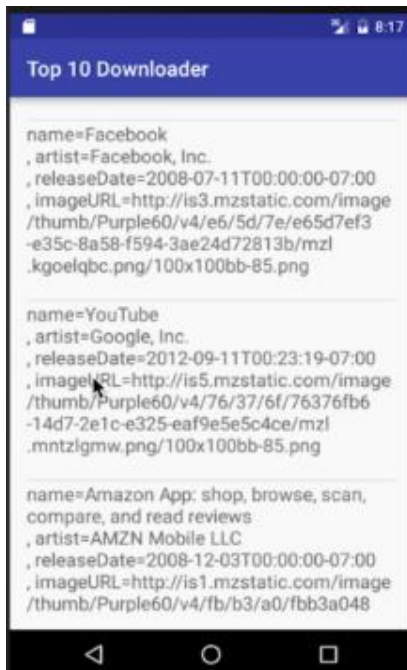 8:17
Top 10 Downloader
name=Facebook
, artist=Facebook, Inc.
, releaseDate=2008-07-11T00:00:00-07:00
, imageURL=http://is3.mzstatic.com/image
/thumb/Purple60/v4/e6/5d/7e/e65d7ef3
-e35c-8a58-f594-3ae24d72813b/mzl
.kgoelqbc.png/100x100bb-85.png
name=YouTube
, artist=Google, Inc.
, releaseDate=2012-09-11T00:23:19-07:00
, imageURL=http://is5.mzstatic.com/image
/thumb/Purple60/v4/76/37/6f/76376fb6
-14d7-2e1c-e325-eaf9e5e5c4ce/mzl
.mntzlgmw.png/100x100bb-85.png
name=Amazon App: shop, browse, scan,
compare, and read reviews
, artist=AMZN Mobile LLC
, releaseDate=2008-12-03T00:00:00-07:00
, imageURL=http://is1.mzstatic.com/image
/thumb/Purple60/v4/fb/b3/a0/fbb3a048